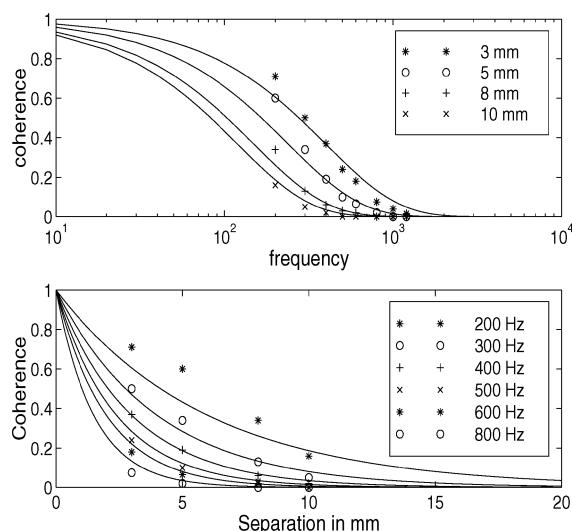 1
0.8
0.6
0.4
0.2
0
coherence
3 mm
5 mm
8 mm
10 mm
10^1
10^2
10^3
10^4
frequency
1
0.8
0.6
0.4
0.2
0
Coherence
200 Hz
300 Hz
400 Hz
500 Hz
600 Hz
800 Hz
0
5
10
15
20
Separation in mm